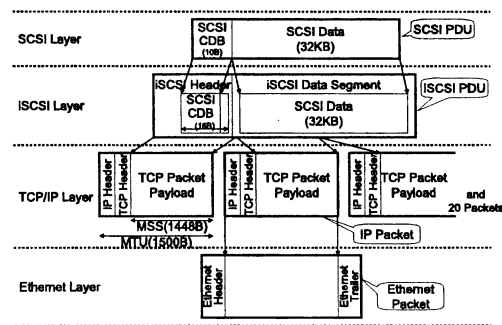 SCSI Layer
SCSI
CDB
(10B)
SCSI Data
(32KB)
SCSI PDU
iSCSI Layer
iSCSI Header
iSCSI Data Segment
SCSI
CDB
(16B)
SCSI Data
(32KB)
iSCSI PDU
TCP/IP Layer
IP Header
TCP Header
TCP Packet
Payload
IP Header
TCP Header
TCP Packet
Payload
IP Header
TCP Header
TCP Packet
Payload
and
20 Packets
MSS(1448B)
MTU(1500B)
IP Packet
Ethernet Layer
Ethernet
Header
Ethernet
Trailer
Ethernet
Packet